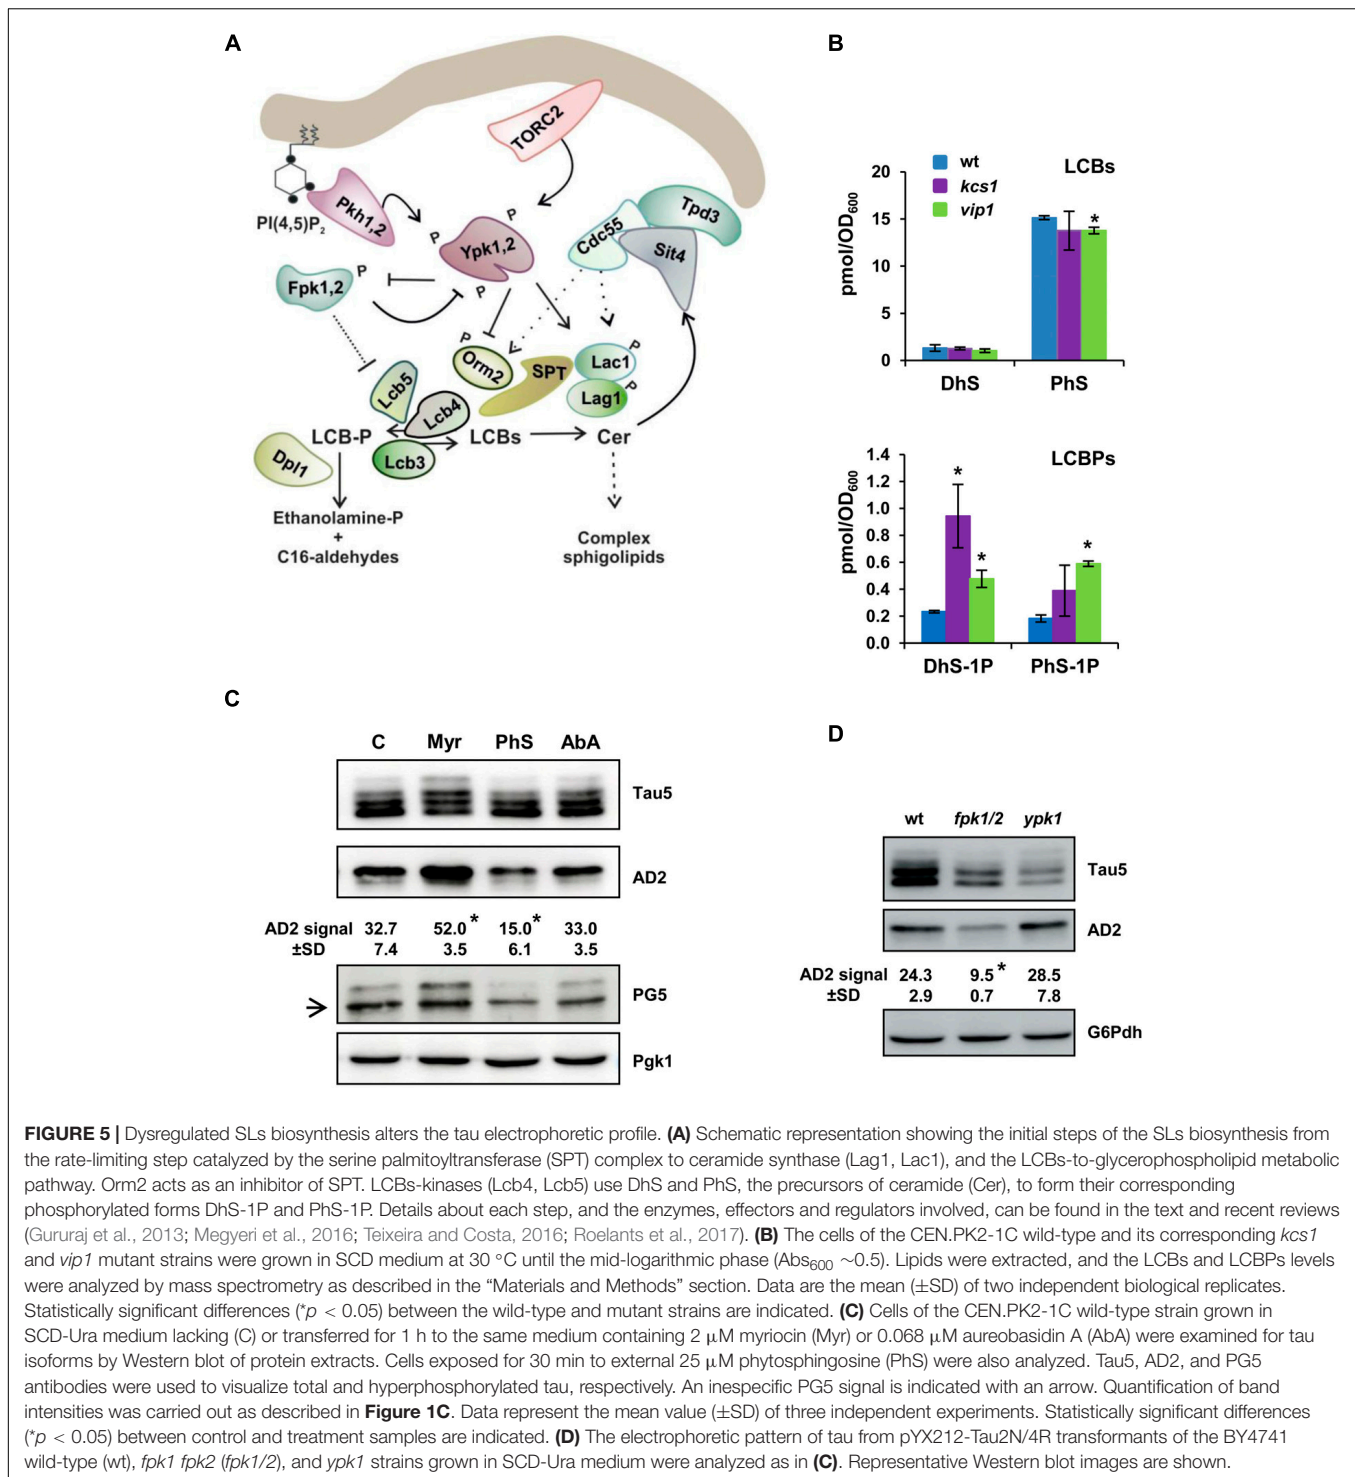 A
TORC2
PI(4,5)P2
Pkh1,2
P
P
Ypk1,2
P
Cdc55
Tpd3
Sit4
Fpk1,2
P
P
Orm2
SPT
P
Lac1
P
Lag1
Lcb5
Lcb4
LCB-P
LCBs
Cer
Lcb3
Dpl1
Ethanolamine-P
+
C16-aldehydes
Complex
sphigolipids
B
LCBs
wt
kcs1
vip1
pmol/OD600
20
15
10
5
0
*
DhS
PhS
LCBPs
pmol/OD600
1.4
1.2
1.0
0.8
0.6
0.4
0.2
0.0
*
*
*
DhS-1P
PhS-1P
C
C Myr PhS AbA
Tau5
AD2
AD2 signal 32.7 52.0* 15.0* 33.0
±SD 7.4 3.5 6.1 3.5
PG5
Pgk1
D
wt fpk1/2 ypk1
Tau5
AD2
AD2 signal 24.3 9.5* 28.5
±SD 2.9 0.7 7.8
G6Pdh
FIGURE 5 | Dysregulated SLs biosynthesis alters the tau electrophoretic profile. (A) Schematic representation showing the initial steps of the SLs biosynthesis from
the rate-limiting step catalyzed by the serine palmitoyltransferase (SPT) complex to ceramide synthase (Lag1, Lac1), and the LCBs-to-glycerophospholipid metabolic
pathway. Orm2 acts as an inhibitor of SPT. LCBs-kinases (Lcb4, Lcb5) use DhS and PhS, the precursors of ceramide (Cer), to form their corresponding
phosphorylated forms DhS-1P and PhS-1P. Details about each step, and the enzymes, effectors and regulators involved, can be found in the text and recent reviews
(Gururaj et al., 2013; Megyeri et al., 2016; Teixeira and Costa, 2016; Roelants et al., 2017). (B) The cells of the CEN.PK2-1C wild-type and its corresponding kcs1
and vip1 mutant strains were grown in SCD medium at 30 °C until the mid-logarithmic phase (Abs600 ~0.5). Lipids were extracted, and the LCBs and LCBPs levels
were analyzed by mass spectrometry as described in the “Materials and Methods” section. Data are the mean (±SD) of two independent biological replicates.
Statistically significant differences (*p < 0.05) between the wild-type and mutant strains are indicated. (C) Cells of the CEN.PK2-1C wild-type strain grown in
SCD-Ura medium lacking (C) or transferred for 1 h to the same medium containing 2 μM myriocin (Myr) or 0.068 μM aureobasidin A (AbA) were examined for tau
isoforms by Western blot of protein extracts. Cells exposed for 30 min to external 25 μM phytosphingosine (PhS) were also analyzed. Tau5, AD2, and PG5
antibodies were used to visualize total and hyperphosphorylated tau, respectively. An inespecific PG5 signal is indicated with an arrow. Quantification of band
intensities was carried out as described in Figure 1C. Data represent the mean value (±SD) of three independent experiments. Statistically significant differences
(*p < 0.05) between control and treatment samples are indicated. (D) The electrophoretic pattern of tau from pYX212-Tau2N/4R transformants of the BY4741
wild-type (wt), fpk1 fpk2 (fpk1/2), and ypk1 strains grown in SCD-Ura medium were analyzed as in (C). Representative Western blot images are shown.